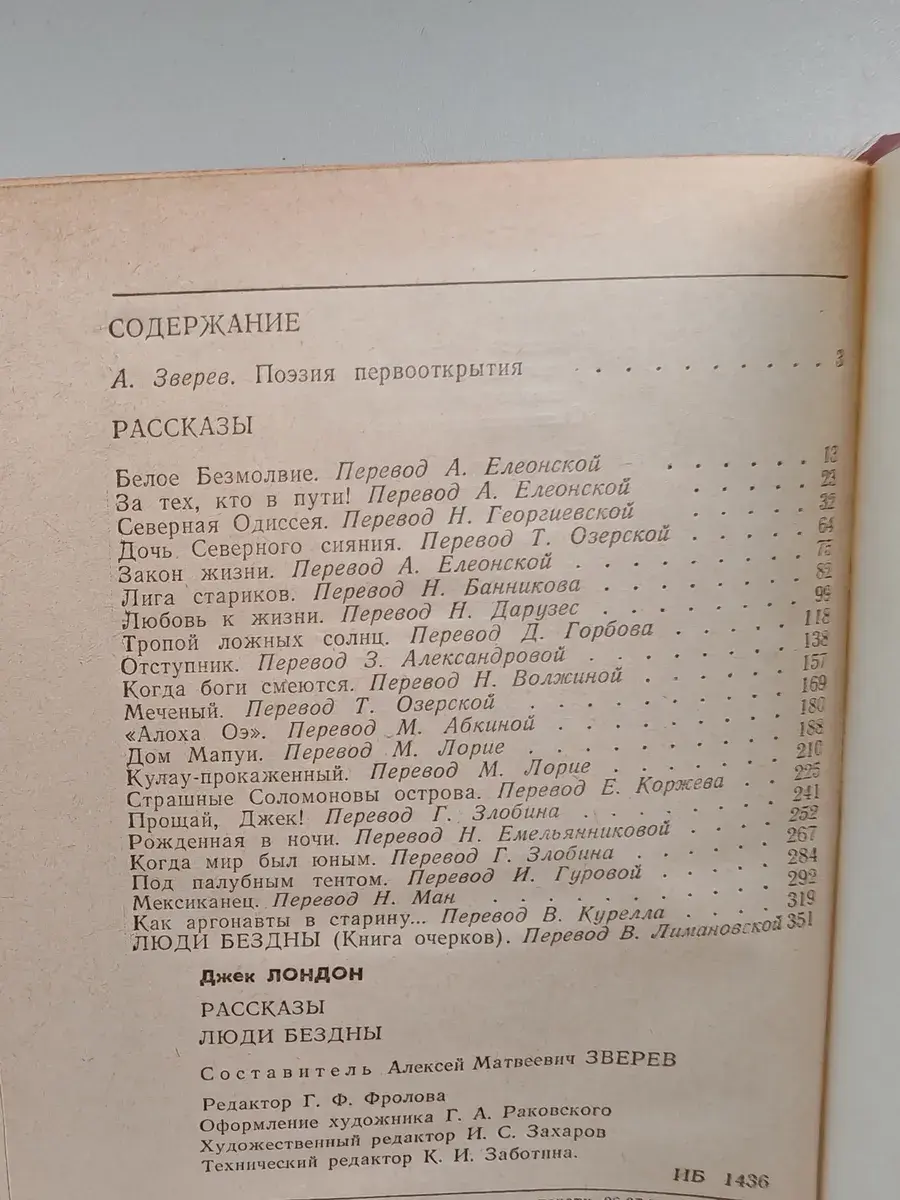 СОДЕРЖАНИЕ
А. Зверев. Поэзия первооткрытия . . . . . . . . . . 3
РАССКАЗЫ
Белое Безмолвие. Перевод А. Елеонской . . . . . . . 13
За тех, кто в пути! Перевод А. Елеонской . . . . . . 23
Северная Одиссея. Перевод Н. Георгиевской . . . . . . 32
Дочь Северного сияния. Перевод Т. Озерской . . . . . . 64
Закон жизни. Перевод А. Елеонской . . . . . . . . . 75
Лига стариков. Перевод Н. Банникова . . . . . . . . 82
Любовь к жизни. Перевод Н. Дарузес . . . . . . . . 99
Тропой ложных солнц. Перевод Д. Горбова . . . . . . 118
Отступник. Перевод З. Александровой . . . . . . . . 138
Когда боги смеются. Перевод Н. Волжиной . . . . . . 157
Меченый. Перевод Т. Озерской . . . . . . . . . 169
«Алоха Оэ». Перевод М. Абкиной . . . . . . . . . 180
Дом Мапуи. Перевод М. Лорие . . . . . . . . . . 188
Кулау-прокаженный. Перевод М. Лорие . . . . . . . 210
Страшные Соломоновы острова. Перевод Е. Коржева . . . 225
Прощай, Джек! Перевод Г. Злобина . . . . . . . . 241
Рожденная в ночи. Перевод Н. Емельянниковой . . . . . 252
Когда мир был юным. Перевод Г. Злобина . . . . . . 267
Под палубным тентом. Перевод И. Гуровой . . . . . . 284
Мексиканец. Перевод Н. Ман . . . . . . . . . . 292
Как аргонавты в старину... Перевод В. Курелла . . . . 319
ЛЮДИ БЕЗДНЫ (Книга очерков). Перевод В. Лимановской 351
Джек ЛОНДОН
РАССКАЗЫ
ЛЮДИ БЕЗДНЫ
Составитель Алексей Матвеевич ЗВЕРЕВ
Редактор Г. Ф. Фролова
Оформление художника Г. А. Раковского
Художественный редактор И. С. Захаров
Технический редактор К. И. Заботина.
ИБ 1436